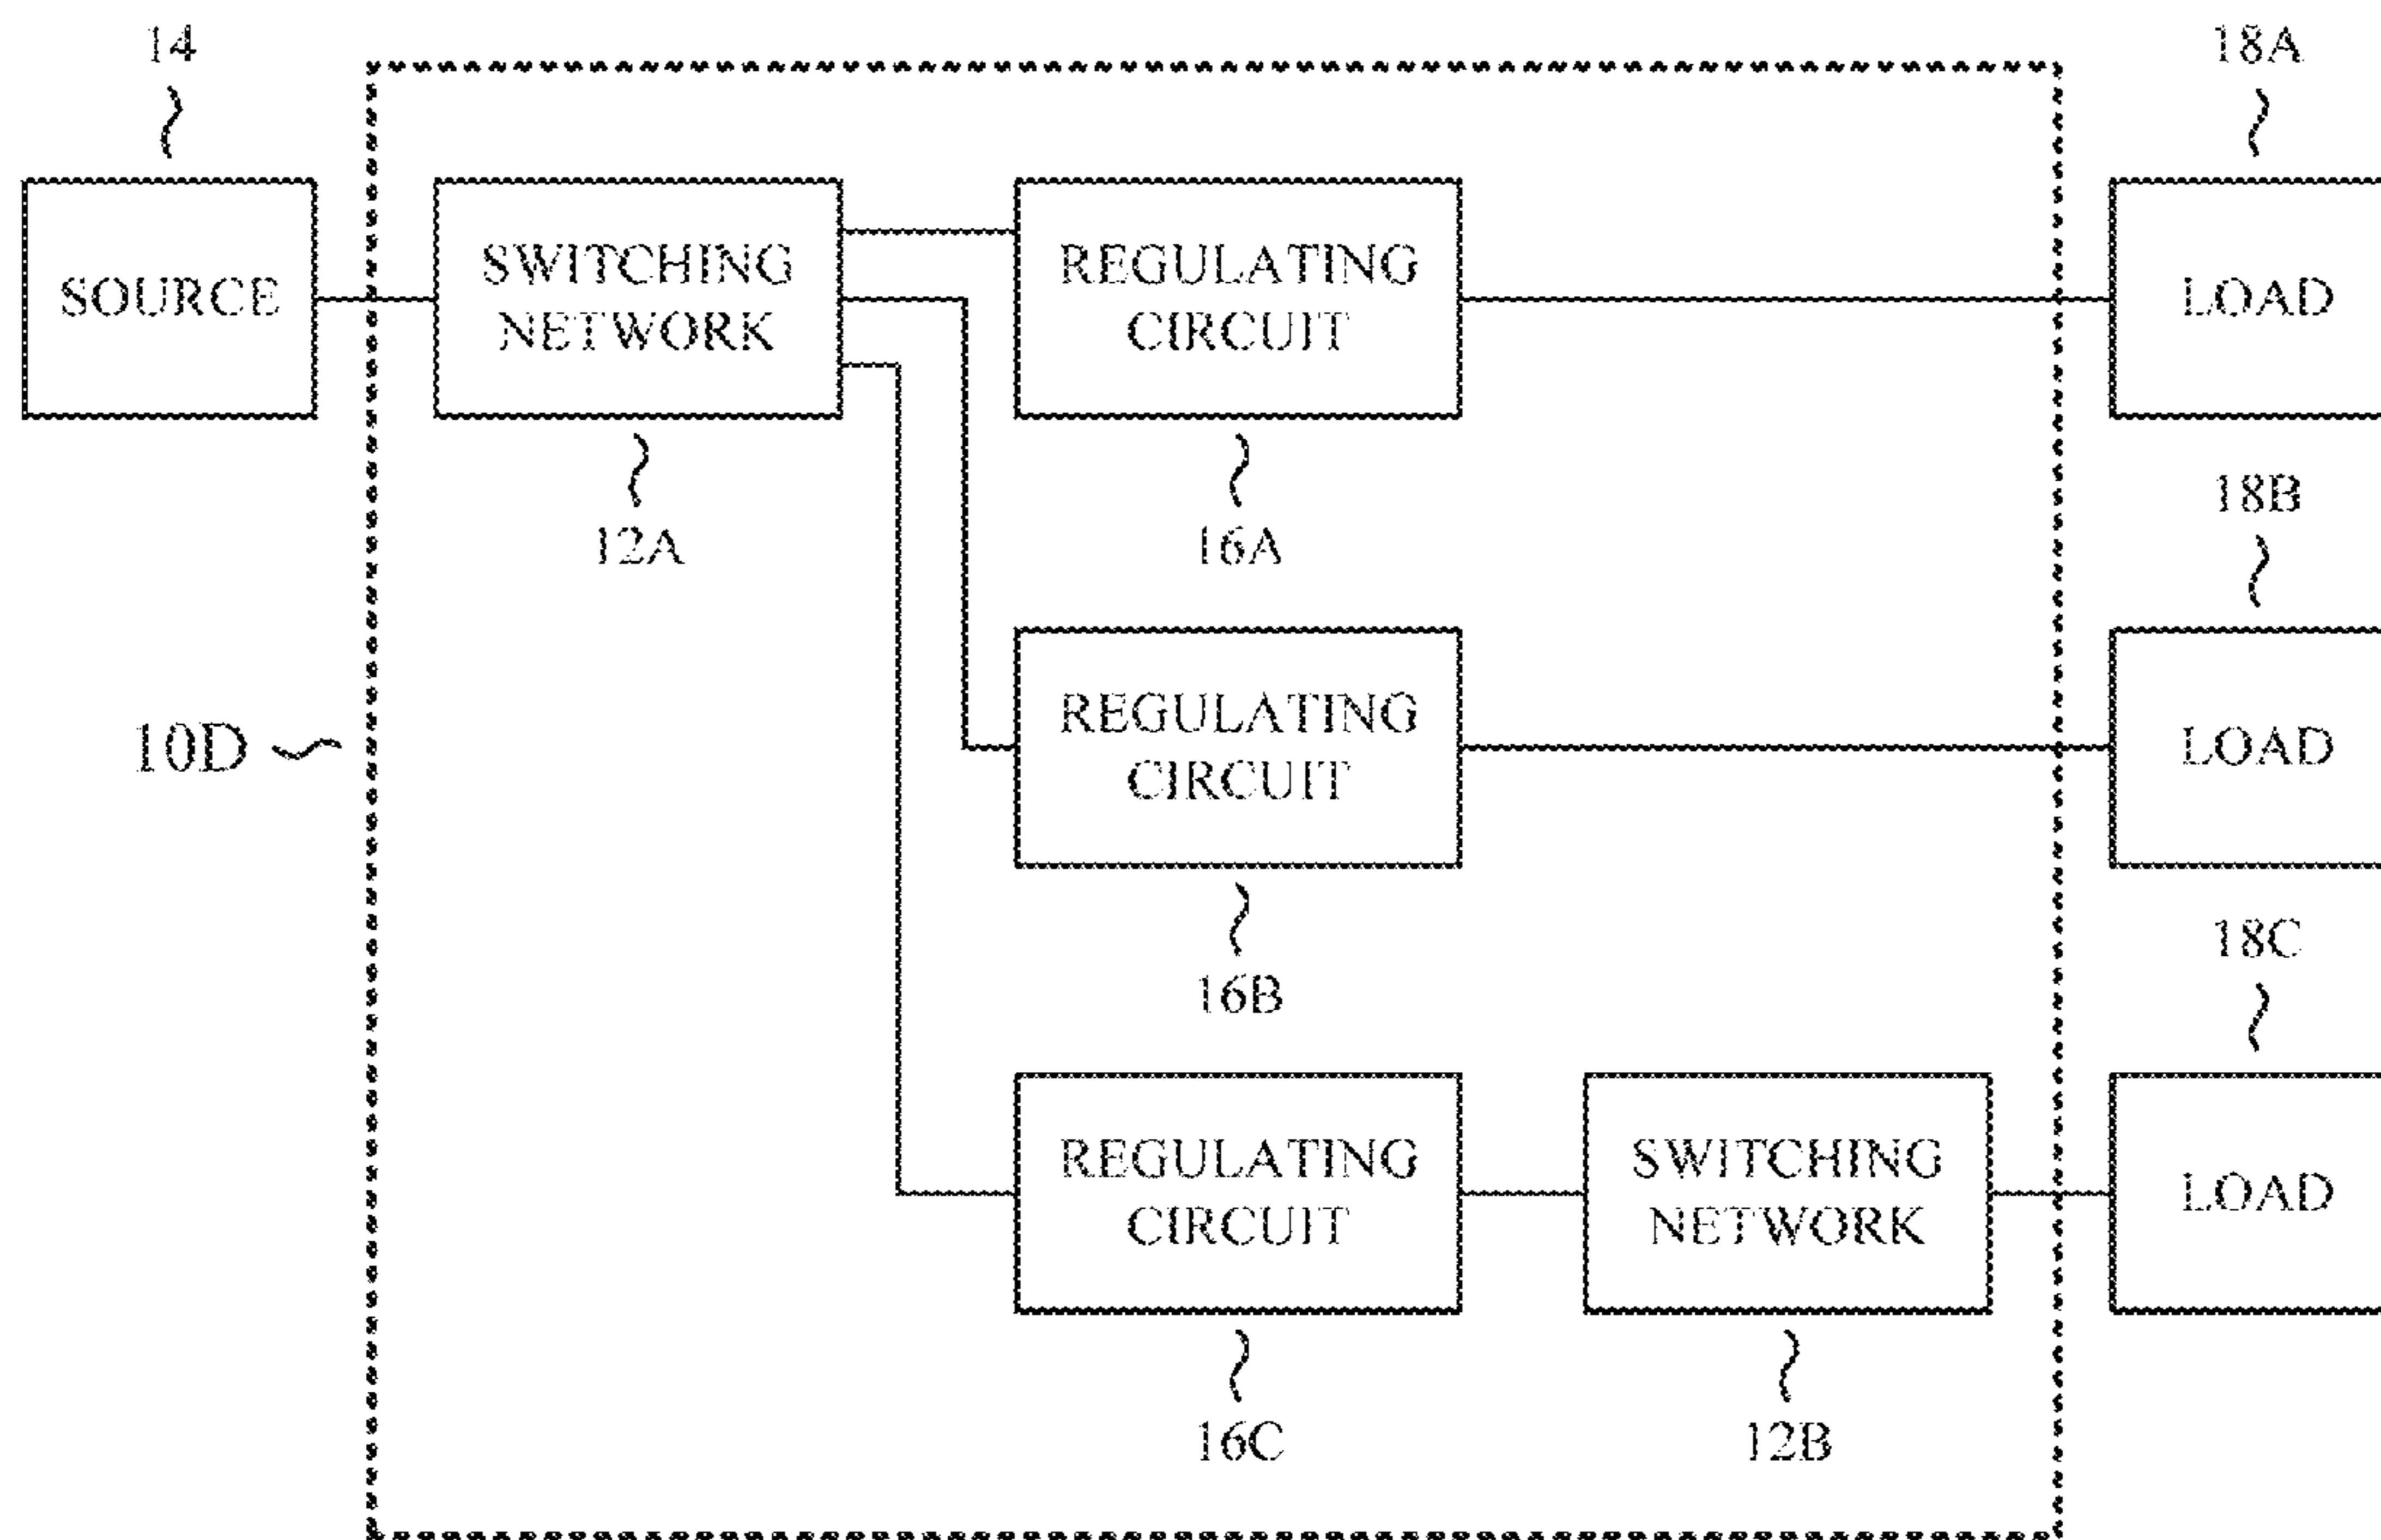 14
18A
SOURCE
SWITCHING
NETWORK
REGULATING
CIRCUIT
LOAD
12A
16A
18B
10D
REGULATING
CIRCUIT
LOAD
16B
18C
REGULATING
CIRCUIT
SWITCHING
NETWORK
LOAD
16C
12B